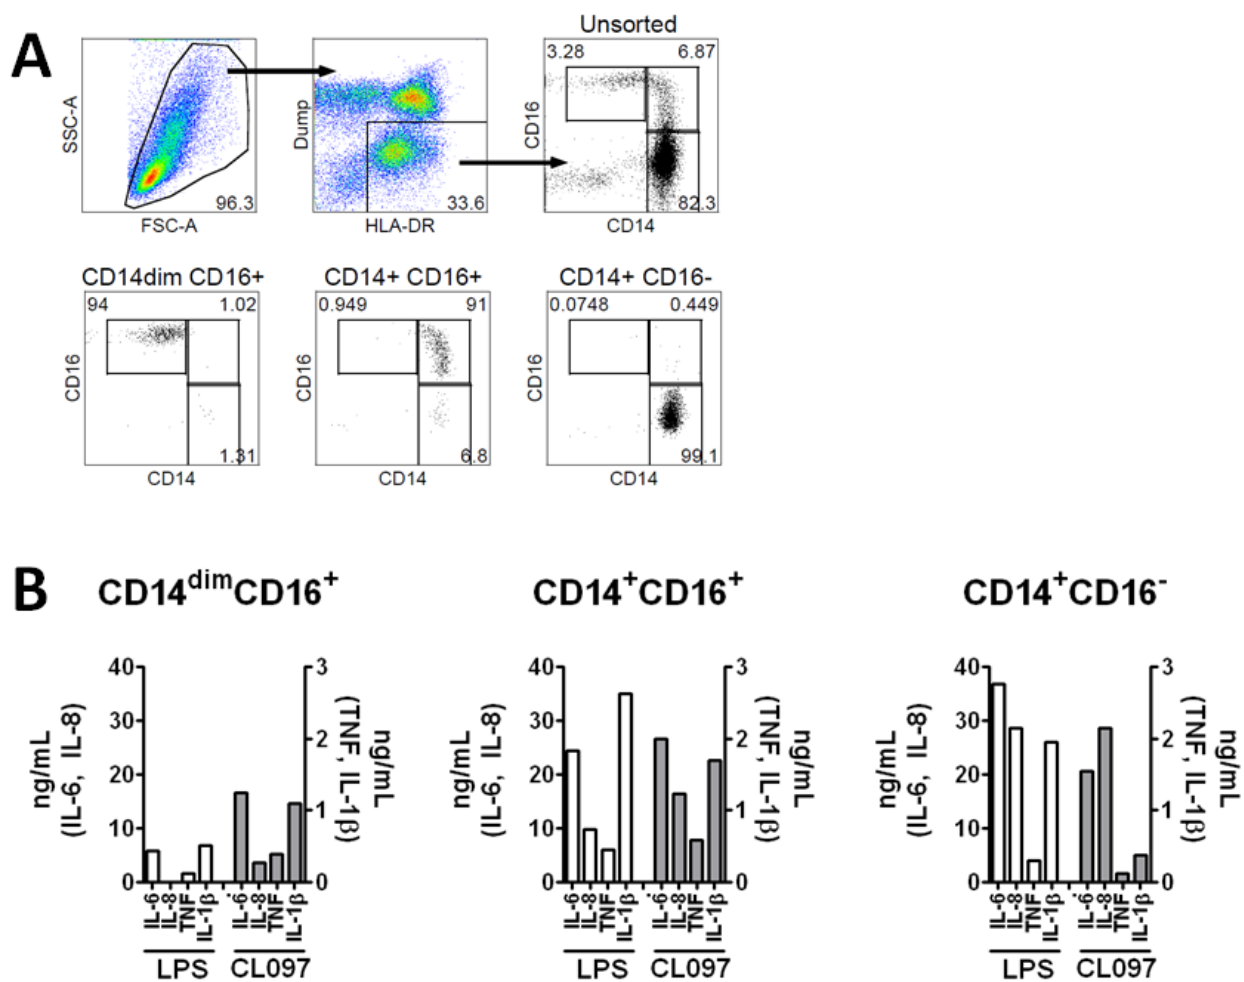 A
Unsorted
SSC-A
96.3
FSC-A
Dump
33.6
HLA-DR
3.28 6.87
CD16
82.3
CD14
CD14dim CD16+
94 1.02
CD16
1.31
CD14
CD14+ CD16+
0.949 91
CD16
6.8
CD14
CD14+ CD16-
0.0748 0.449
CD16
99.1
CD14
B
CD14dimCD16+
ng/mL
(IL-6, IL-8)
40
30
20
10
0
3
2
1
0
ng/mL
(TNF, IL-1β)
IL-6
IL-8
TNF
IL-1β
IL-6
IL-8
TNF
IL-1β
LPS CL097
CD14+CD16+
ng/mL
(IL-6, IL-8)
40
30
20
10
0
3
2
1
0
ng/mL
(TNF, IL-1β)
IL-6
IL-8
TNF
IL-1β
IL-6
IL-8
TNF
IL-1β
LPS CL097
CD14+CD16-
ng/mL
(IL-6, IL-8)
40
30
20
10
0
3
2
1
0
ng/mL
(TNF, IL-1β)
IL-6
IL-8
TNF
IL-1β
IL-6
IL-8
TNF
IL-1β
LPS CL097